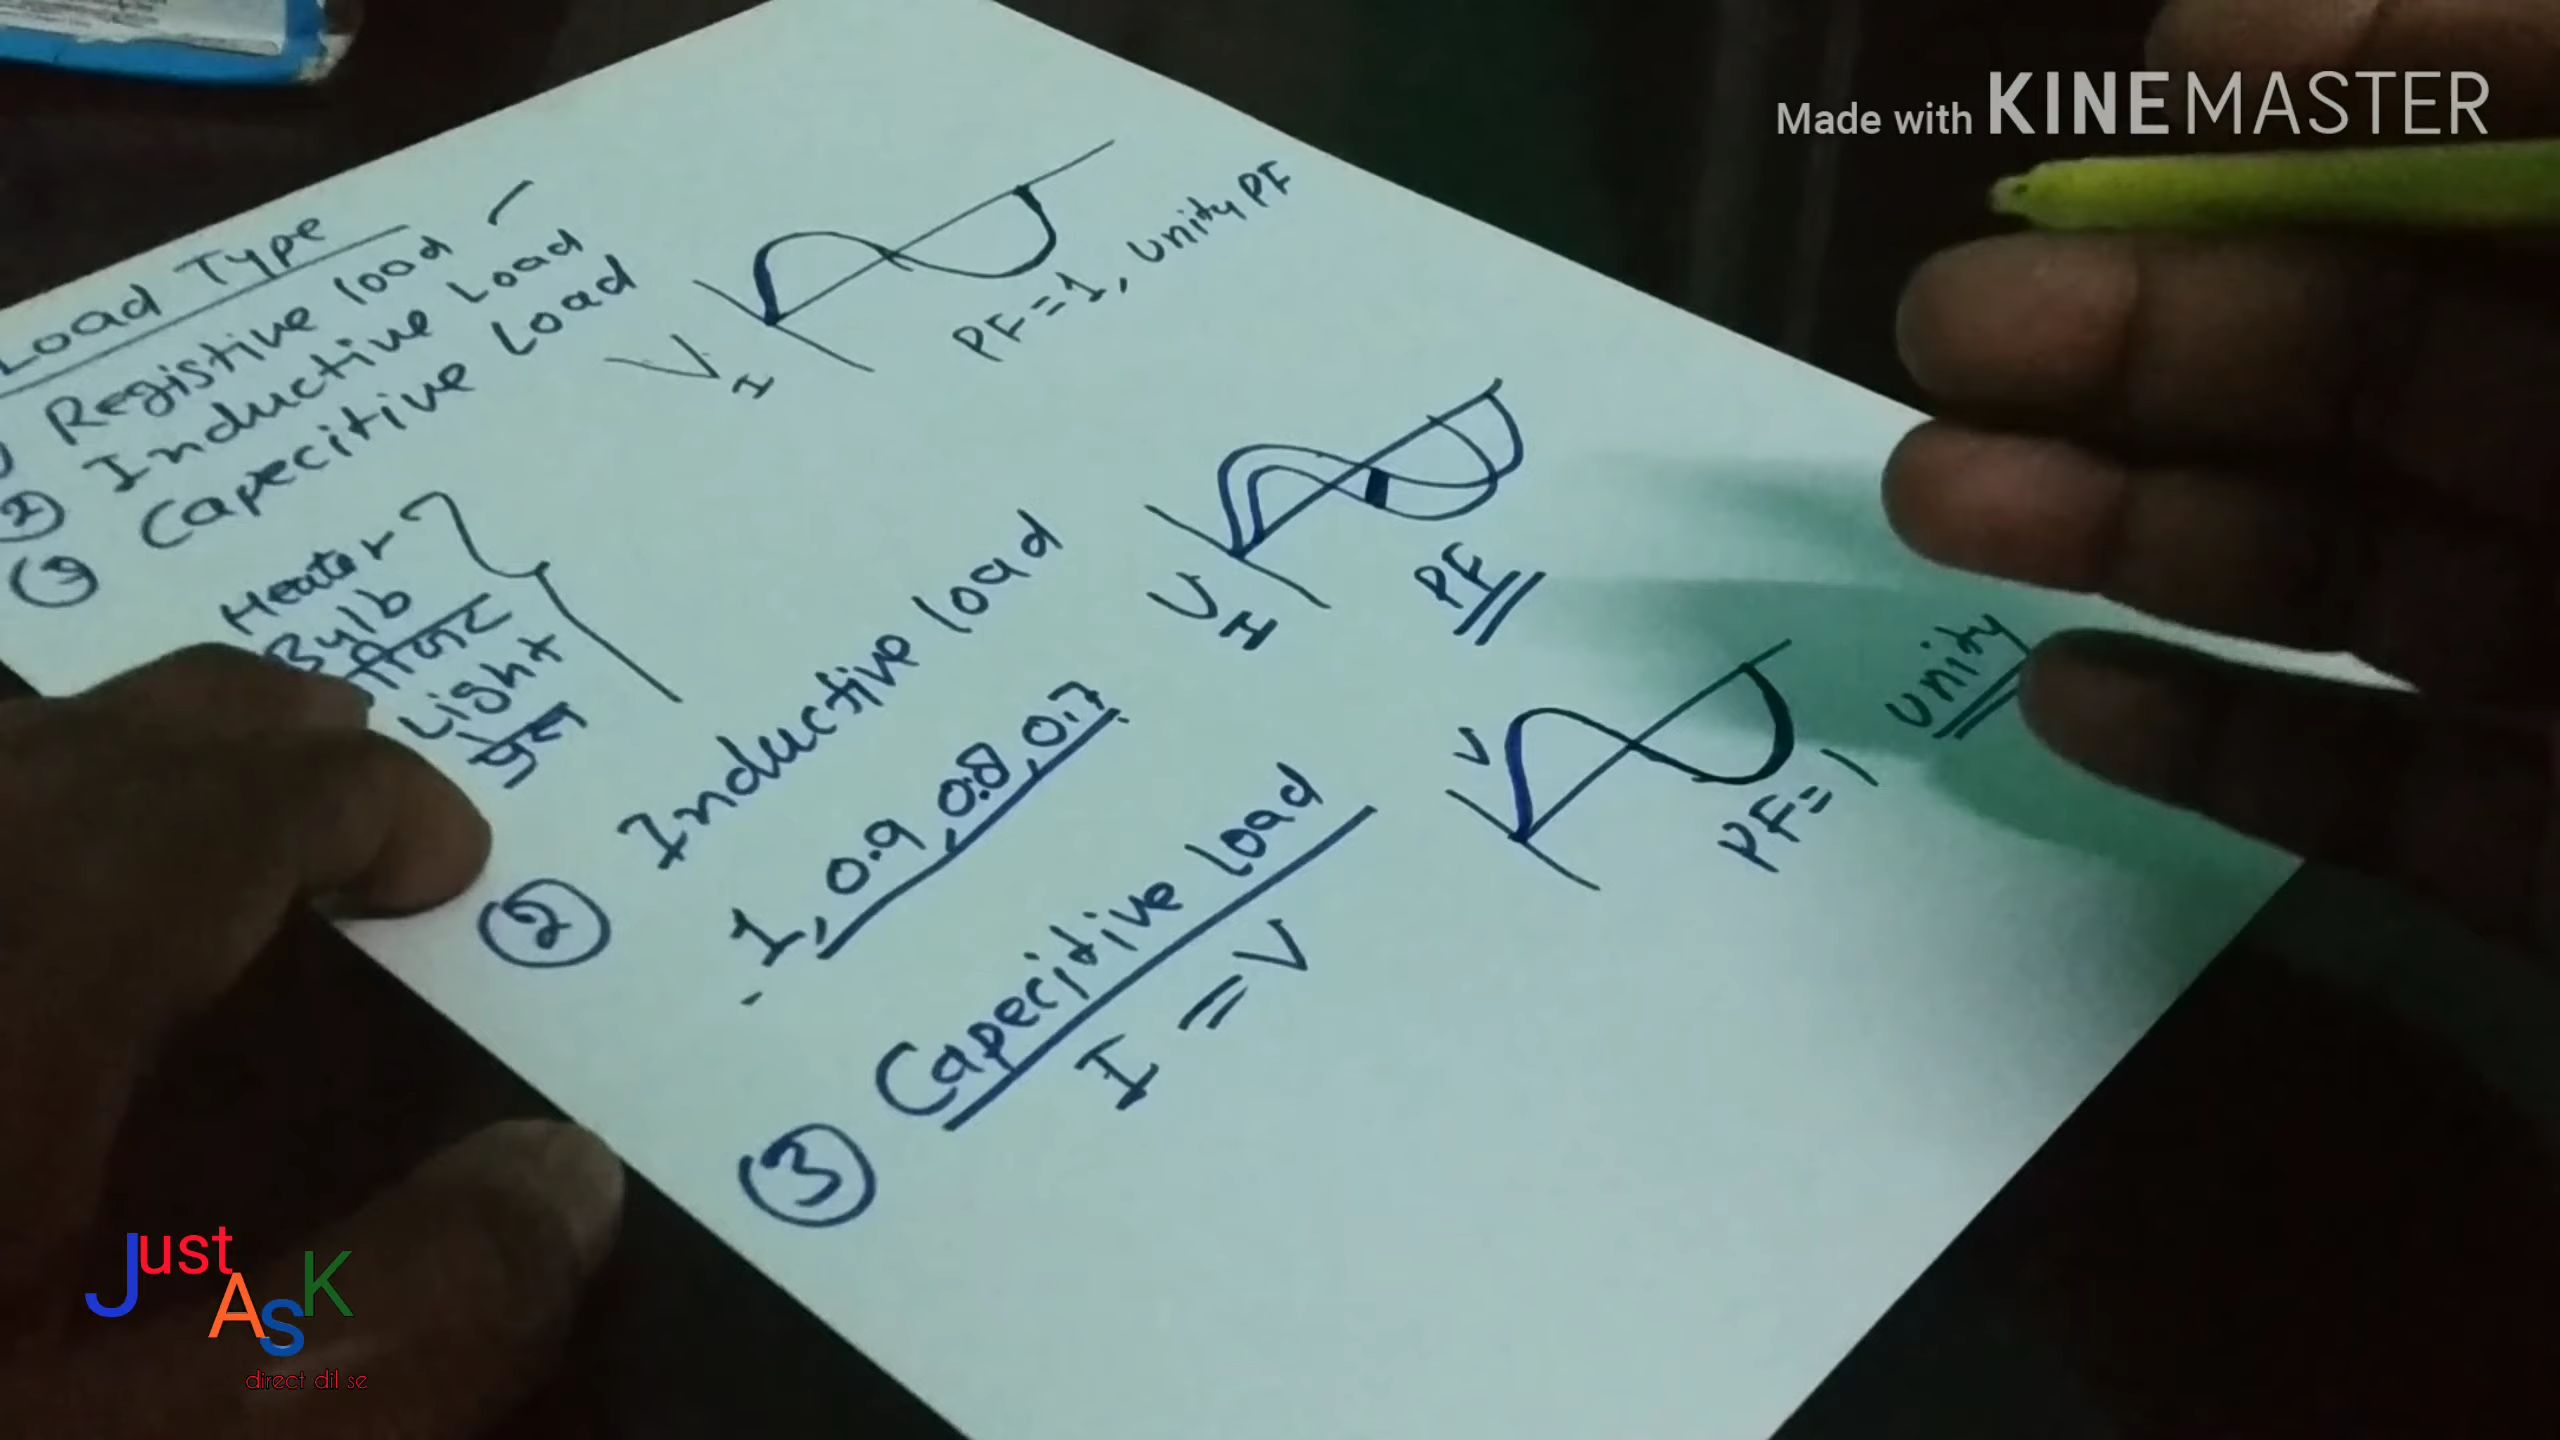 Made with KINEMASTER
Load Type
Registive load -
② Inductive Load
③ Capecitive Load
Heater
Bulb
Light
V
I
PF=1, unity PF
② Inductive load
1, 0.9, 0.8, 0.7
V
I
PF
③ Capecitive load
I = V
V
PF=1 unity
Just
AsK
direct dil se